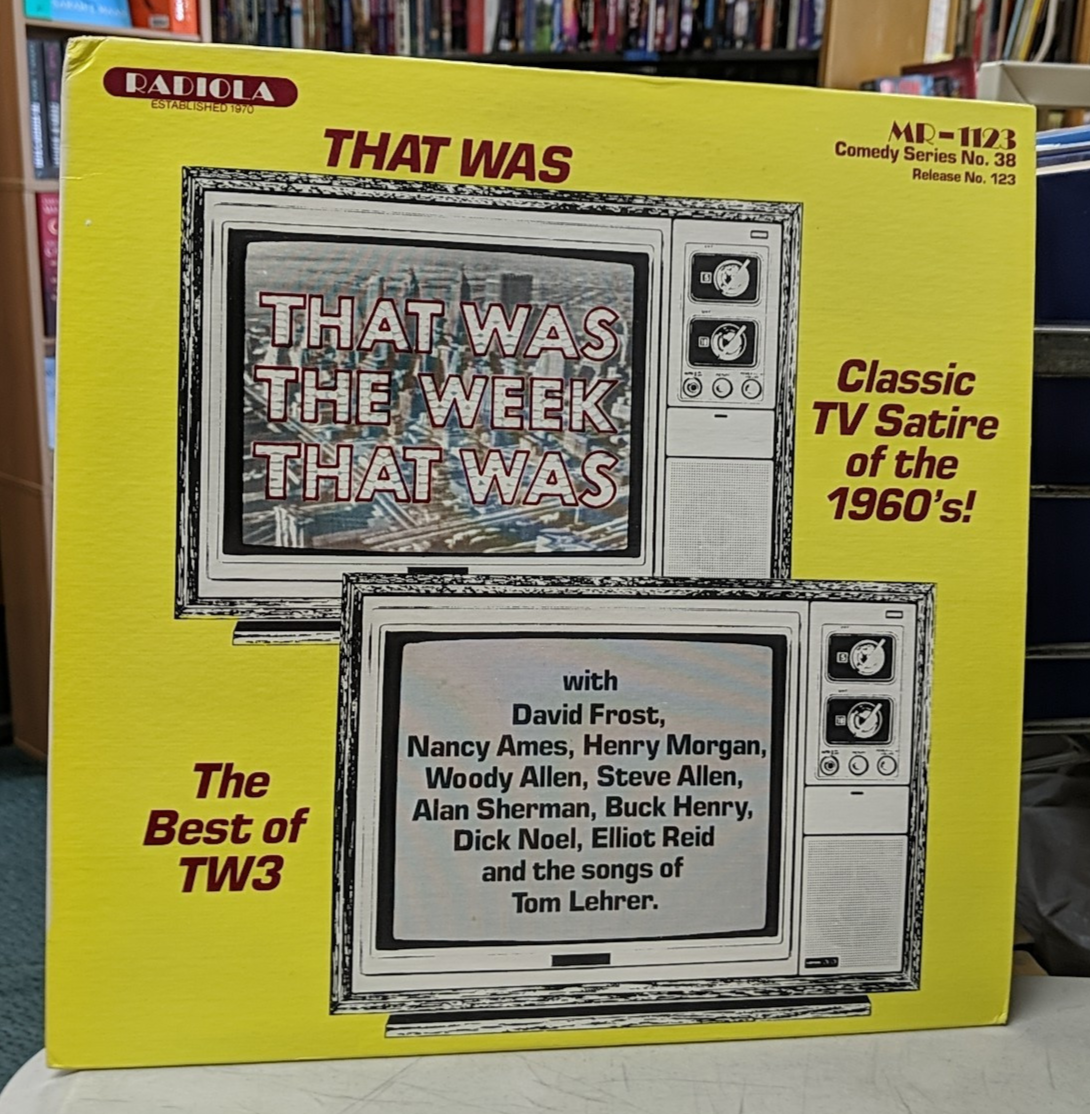 RADIOLA
ESTABLISHED 1970
MR-1123
Comedy Series No. 38
Release No. 123
THAT WAS
THAT WAS
THE WEEK
THAT WAS
Classic
TV Satire
of the
1960's!
with
David Frost,
Nancy Ames, Henry Morgan,
Woody Allen, Steve Allen,
Alan Sherman, Buck Henry,
Dick Noel, Elliot Reid
and the songs of
Tom Lehrer.
The
Best of
TW3